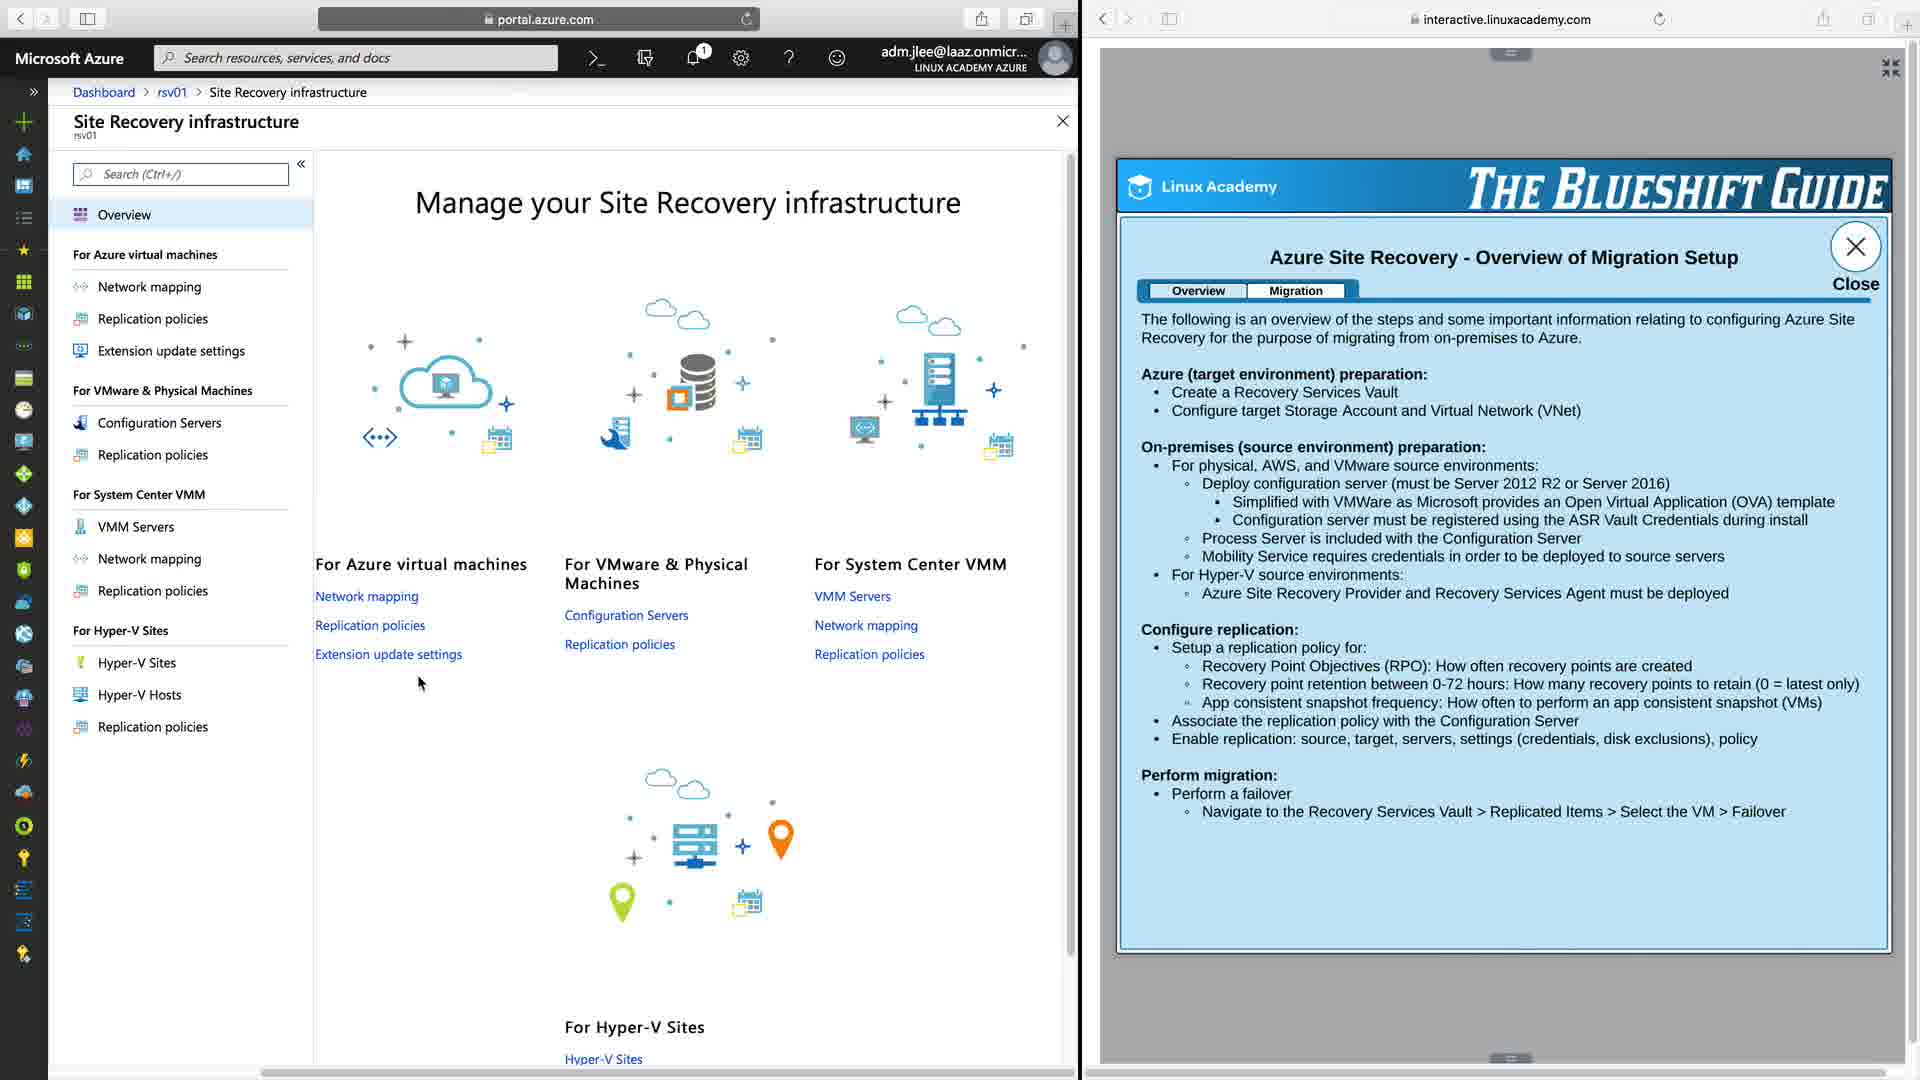 portal.azure.com
Microsoft Azure
Search resources, services, and docs
1
adm.jlee@laaz.onmicr...
LINUX ACADEMY AZURE
Dashboard > rsv01 > Site Recovery infrastructure
Site Recovery infrastructure
rsv01
Search (Ctrl+/)
Overview
For Azure virtual machines
Network mapping
Replication policies
Extension update settings
For VMware & Physical Machines
Configuration Servers
Replication policies
For System Center VMM
VMM Servers
Network mapping
Replication policies
For Hyper-V Sites
Hyper-V Sites
Hyper-V Hosts
Replication policies
Manage your Site Recovery infrastructure
For Azure virtual machines
Network mapping
Replication policies
Extension update settings
For VMware & Physical
Machines
Configuration Servers
Replication policies
For System Center VMM
VMM Servers
Network mapping
Replication policies
For Hyper-V Sites
Hyper-V Sites
interactive.linuxacademy.com
Linux Academy
THE BLUESHIFT GUIDE
Azure Site Recovery - Overview of Migration Setup
Close
Overview
Migration
The following is an overview of the steps and some important information relating to configuring Azure Site
Recovery for the purpose of migrating from on-premises to Azure.
Azure (target environment) preparation:
• Create a Recovery Services Vault
• Configure target Storage Account and Virtual Network (VNet)
On-premises (source environment) preparation:
• For physical, AWS, and VMware source environments:
◦ Deploy configuration server (must be Server 2012 R2 or Server 2016)
▪ Simplified with VMWare as Microsoft provides an Open Virtual Application (OVA) template
▪ Configuration server must be registered using the ASR Vault Credentials during install
◦ Process Server is included with the Configuration Server
◦ Mobility Service requires credentials in order to be deployed to source servers
• For Hyper-V source environments:
◦ Azure Site Recovery Provider and Recovery Services Agent must be deployed
Configure replication:
• Setup a replication policy for:
◦ Recovery Point Objectives (RPO): How often recovery points are created
◦ Recovery point retention between 0-72 hours: How many recovery points to retain (0 = latest only)
◦ App consistent snapshot frequency: How often to perform an app consistent snapshot (VMs)
• Associate the replication policy with the Configuration Server
• Enable replication: source, target, servers, settings (credentials, disk exclusions), policy
Perform migration:
• Perform a failover
◦ Navigate to the Recovery Services Vault > Replicated Items > Select the VM > Failover